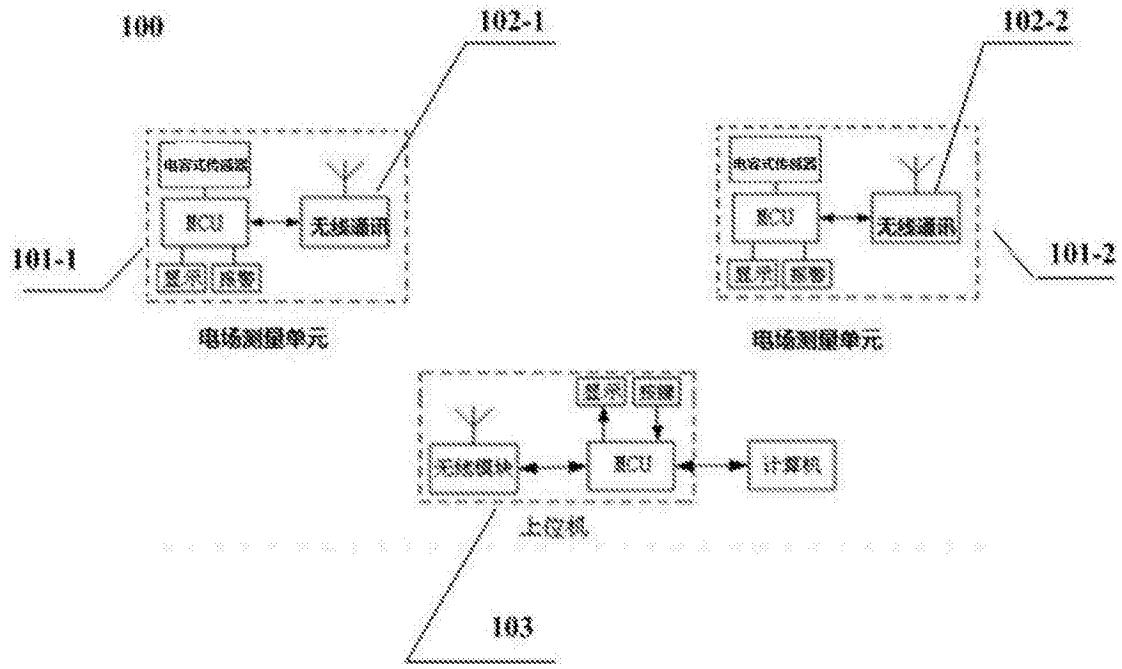 100
102-1
102-2
电容式传感器
MCU
无线通讯
显示 报警
101-1
电场测量单元
电容式传感器
MCU
无线通讯
显示 报警
101-2
电场测量单元
显示 按键
无线模块
MCU
计算机
上位机
103